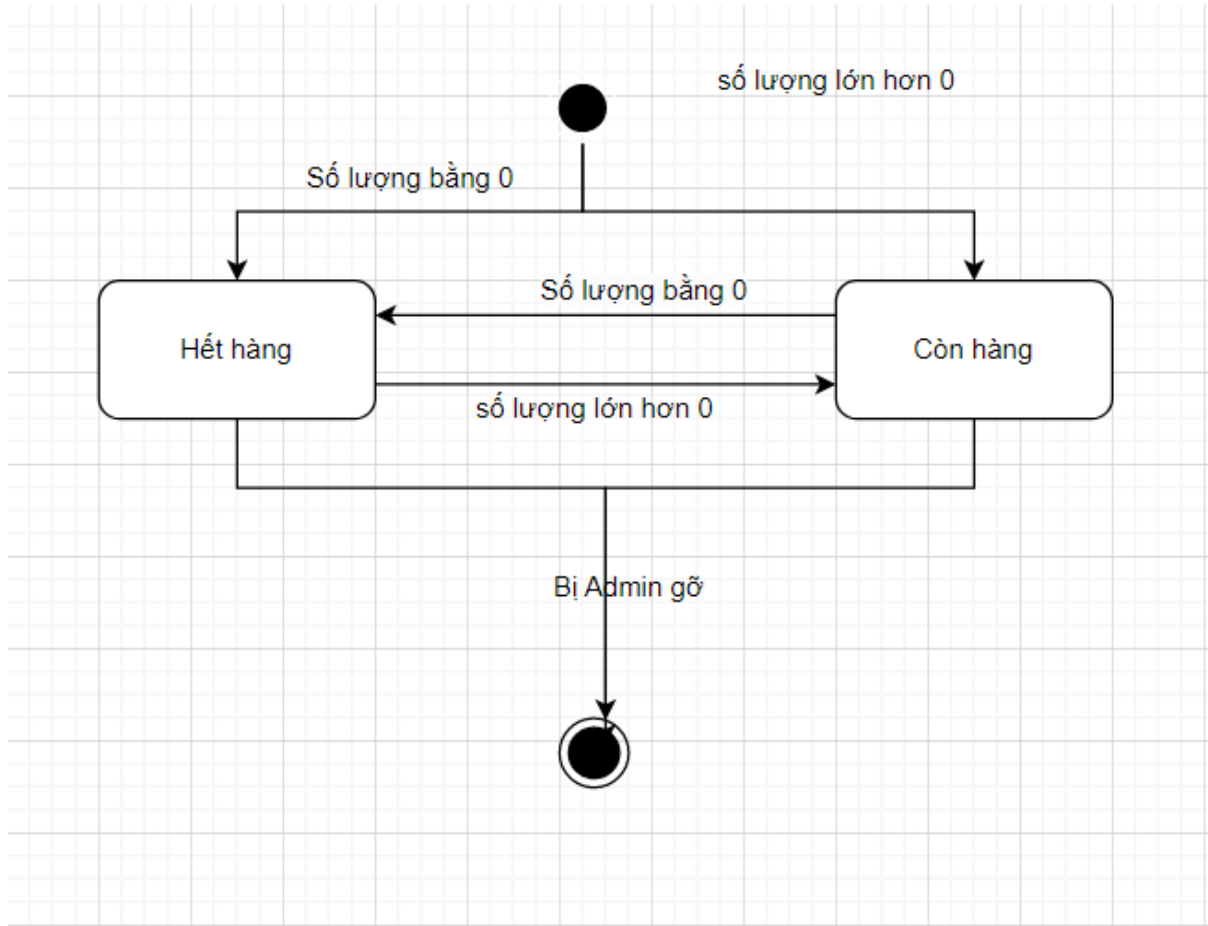 số lượng lớn hơn 0
Số lượng bằng 0
Số lượng bằng 0
Hết hàng
Còn hàng
số lượng lớn hơn 0
Bị Admin gỡ